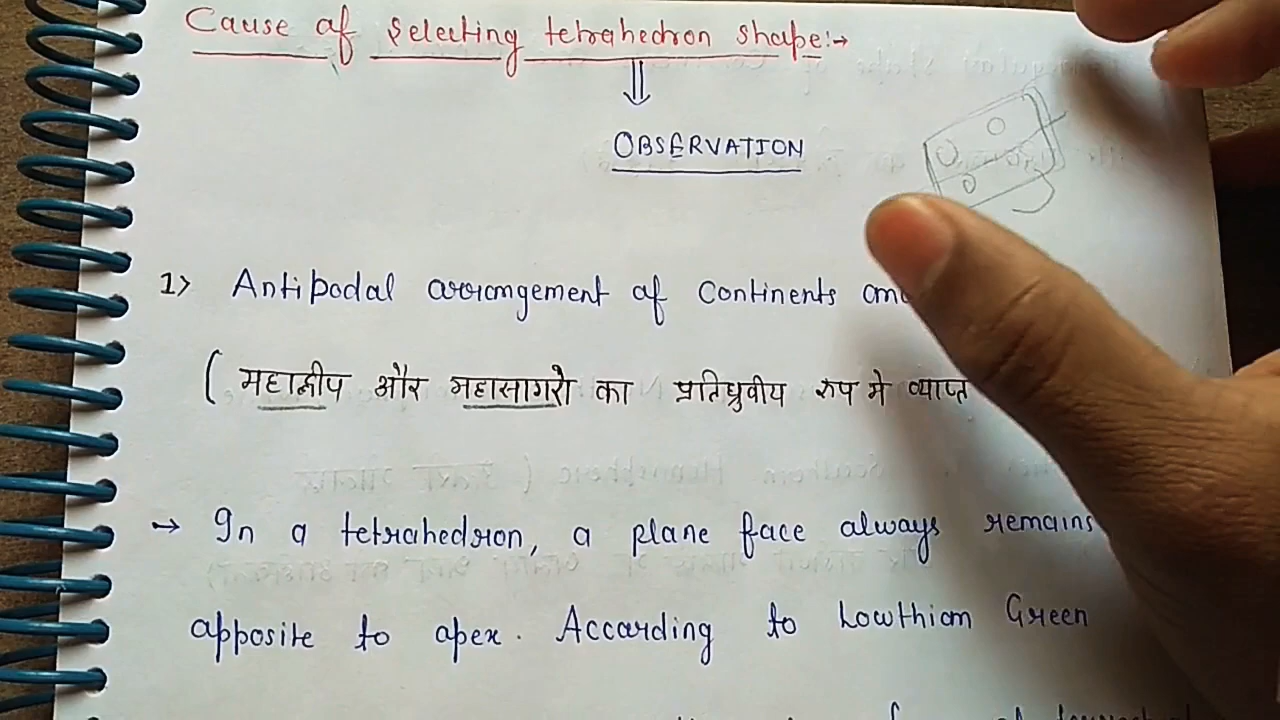 Cause of selecting tetrahedron shape:→
OBSERVATION
1> Antipodal arrangement of continents
(महाद्वीप और महासागरो का प्रतिध्रुवीय रुप मे व्याप्त
→ In a tetrahedron, a plane face always remains
opposite to apex. According to Lowthian Green